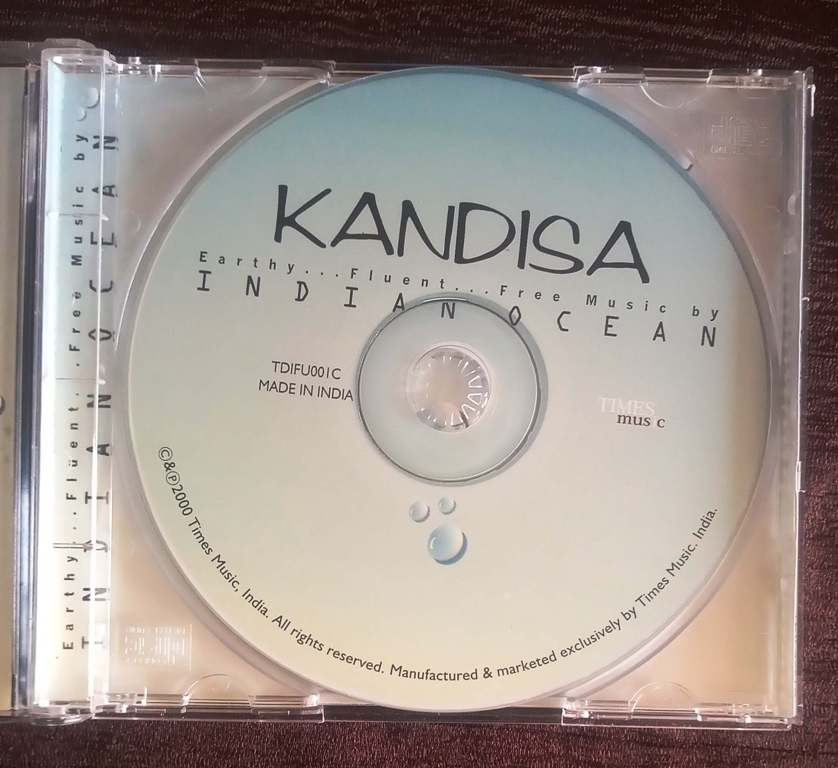 KANDISA
Earthy...Fluent...Free Music by
INDIAN OCEAN
TDIFU001C
MADE IN INDIA
TIMES
music
©&℗2000 Times Music, India. All rights reserved. Manufactured & marketed exclusively by Times Music. India.
Earthy...Fluent...Free Music by
INDIAN OCEAN